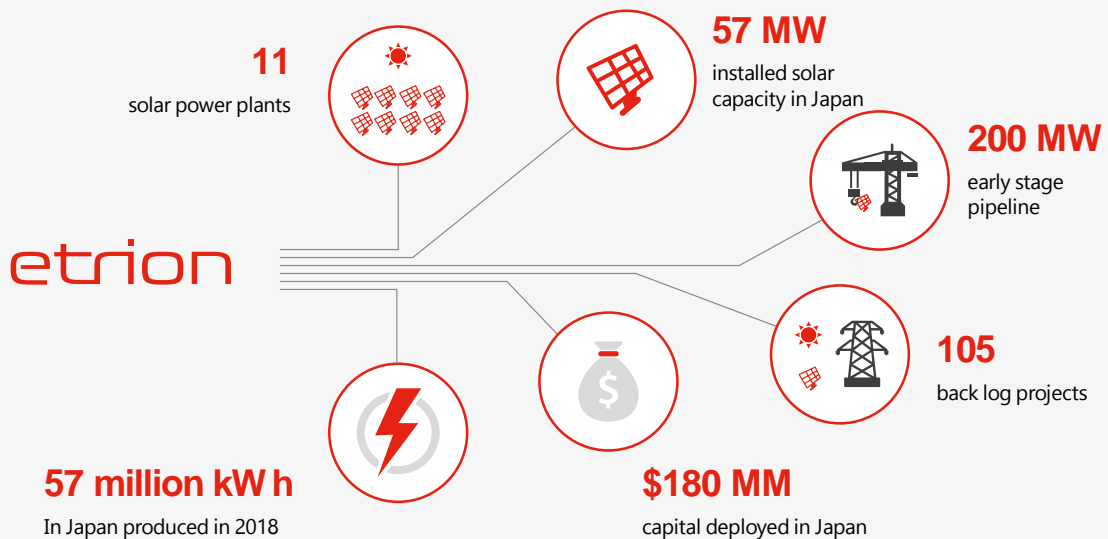 11
solar power plants
57 MW
installed solar
capacity in Japan
200 MW
early stage
pipeline
etrion
105
back log projects
$
57 million kWh
In Japan produced in 2018
$180 MM
capital deployed in Japan